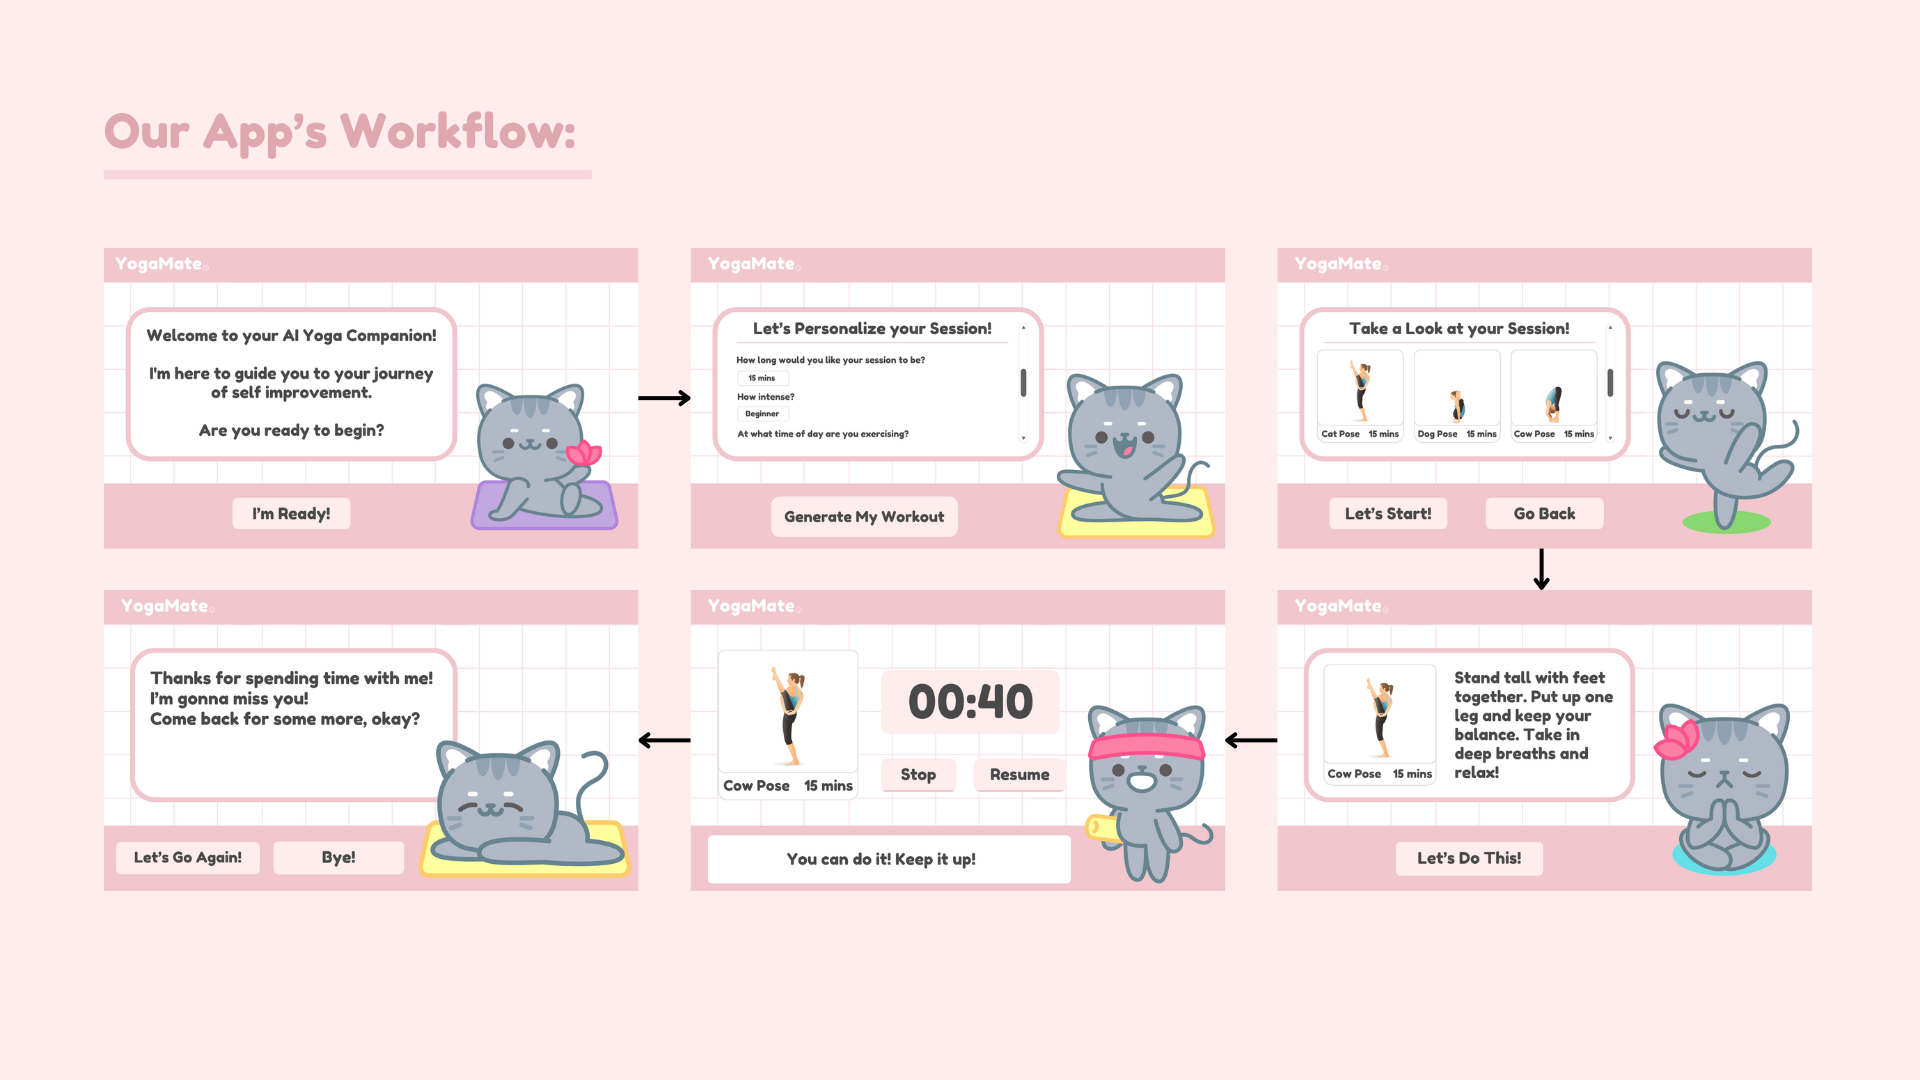 Our App's Workflow:
YogaMate
Welcome to your AI Yoga Companion!
I'm here to guide you to your journey
of self improvement.
Are you ready to begin?
I'm Ready!
YogaMate
Let's Personalize your Session!
How long would you like your session to be?
15 mins
How intense?
Beginner
At what time of day are you exercising?
Generate My Workout
YogaMate
Take a Look at your Session!
Cat Pose 15 mins
Dog Pose 15 mins
Cow Pose 15 mins
Let's Start!
Go Back
YogaMate
Cow Pose 15 mins
Stand tall with feet
together. Put up one
leg and keep your
balance. Take in
deep breaths and
relax!
Let's Do This!
YogaMate
Cow Pose 15 mins
00:40
Stop
Resume
You can do it! Keep it up!
YogaMate
Thanks for spending time with me!
I'm gonna miss you!
Come back for some more, okay?
Let's Go Again!
Bye!